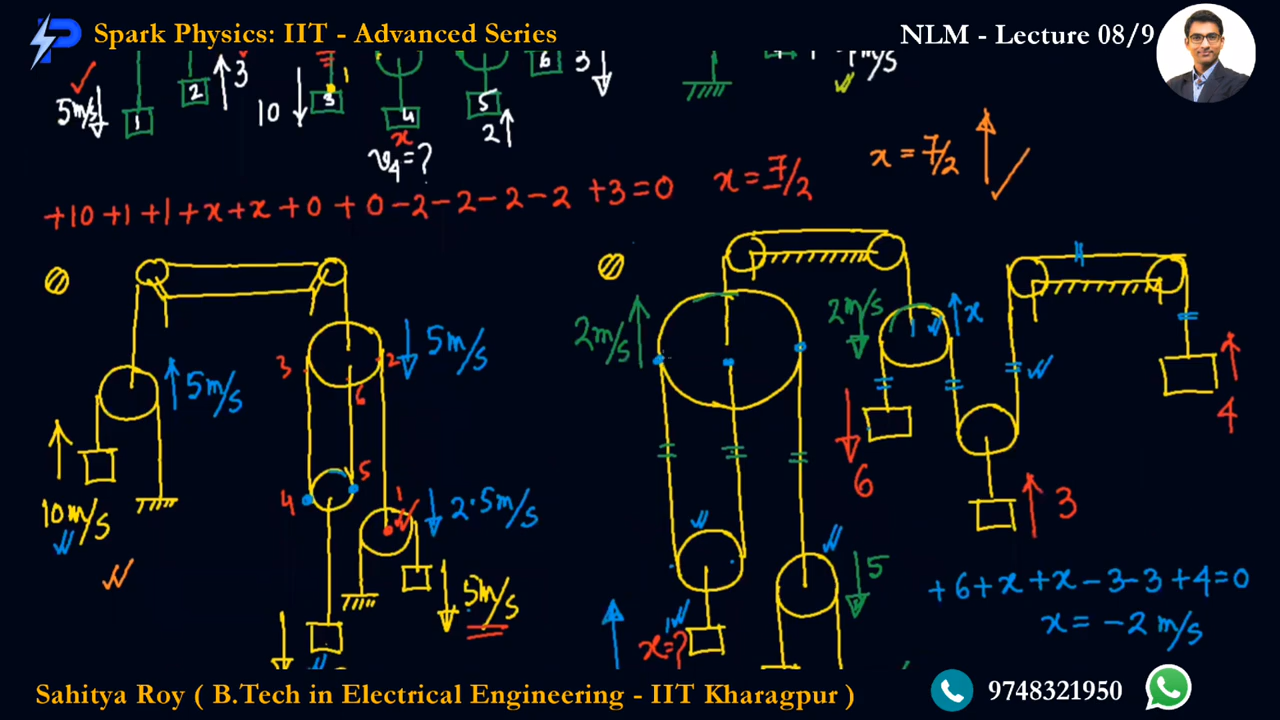 Spark Physics: IIT - Advanced Series
NLM - Lecture 08/9
5m/s
1
2
3
10
3
1
4
x
v₄=?
5
2
6
3
m/s
+10 +1 +1 +x +x +0 +0 -2 -2 -2 -2 +3 = 0
x = 7/2
x = 7/2
5m/s
10m/s
3
2
6
5m/s
4
5
1
2.5m/s
5m/s
2m/s
2m/s
x
6
3
4
5
x=?
+6+x+x-3-3+4=0
x = -2 m/s
Sahitya Roy ( B.Tech in Electrical Engineering - IIT Kharagpur )
9748321950